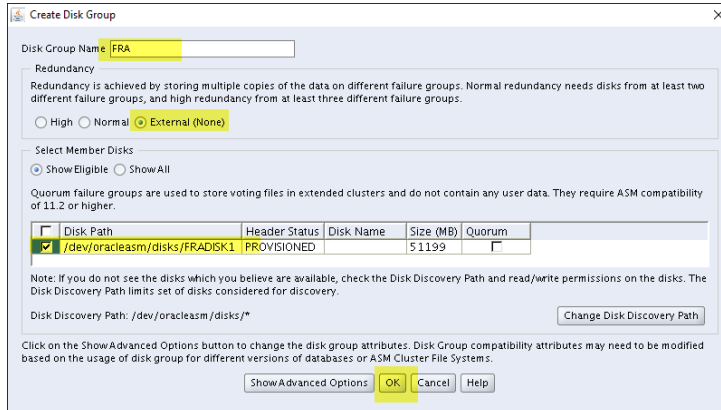 Create Disk Group
Disk Group Name FRA
Redundancy
Redundancy is achieved by storing multiple copies of the data on different failure groups. Normal redundancy needs disks from at least two
different failure groups, and high redundancy from at least three different failure groups.
High Normal External (None)
Select Member Disks
Show Eligible Show All
Quorum failure groups are used to store voting files in extended clusters and do not contain any user data. They require ASM compatibility
of 11.2 or higher.
Disk Path Header Status Disk Name Size (MB) Quorum
/dev/oracleasm/disks/FRADISK1 PROVISIONED 51199
Note: If you do not see the disks which you believe are available, check the Disk Discovery Path and read/write permissions on the disks. The
Disk Discovery Path limits set of disks considered for discovery.
Disk Discovery Path: /dev/oracleasm/disks/* Change Disk Discovery Path
Click on the Show Advanced Options button to change the disk group attributes. Disk Group compatibility attributes may need to be modified
based on the usage of disk group for different versions of databases or ASM Cluster File Systems.
Show Advanced Options OK Cancel Help